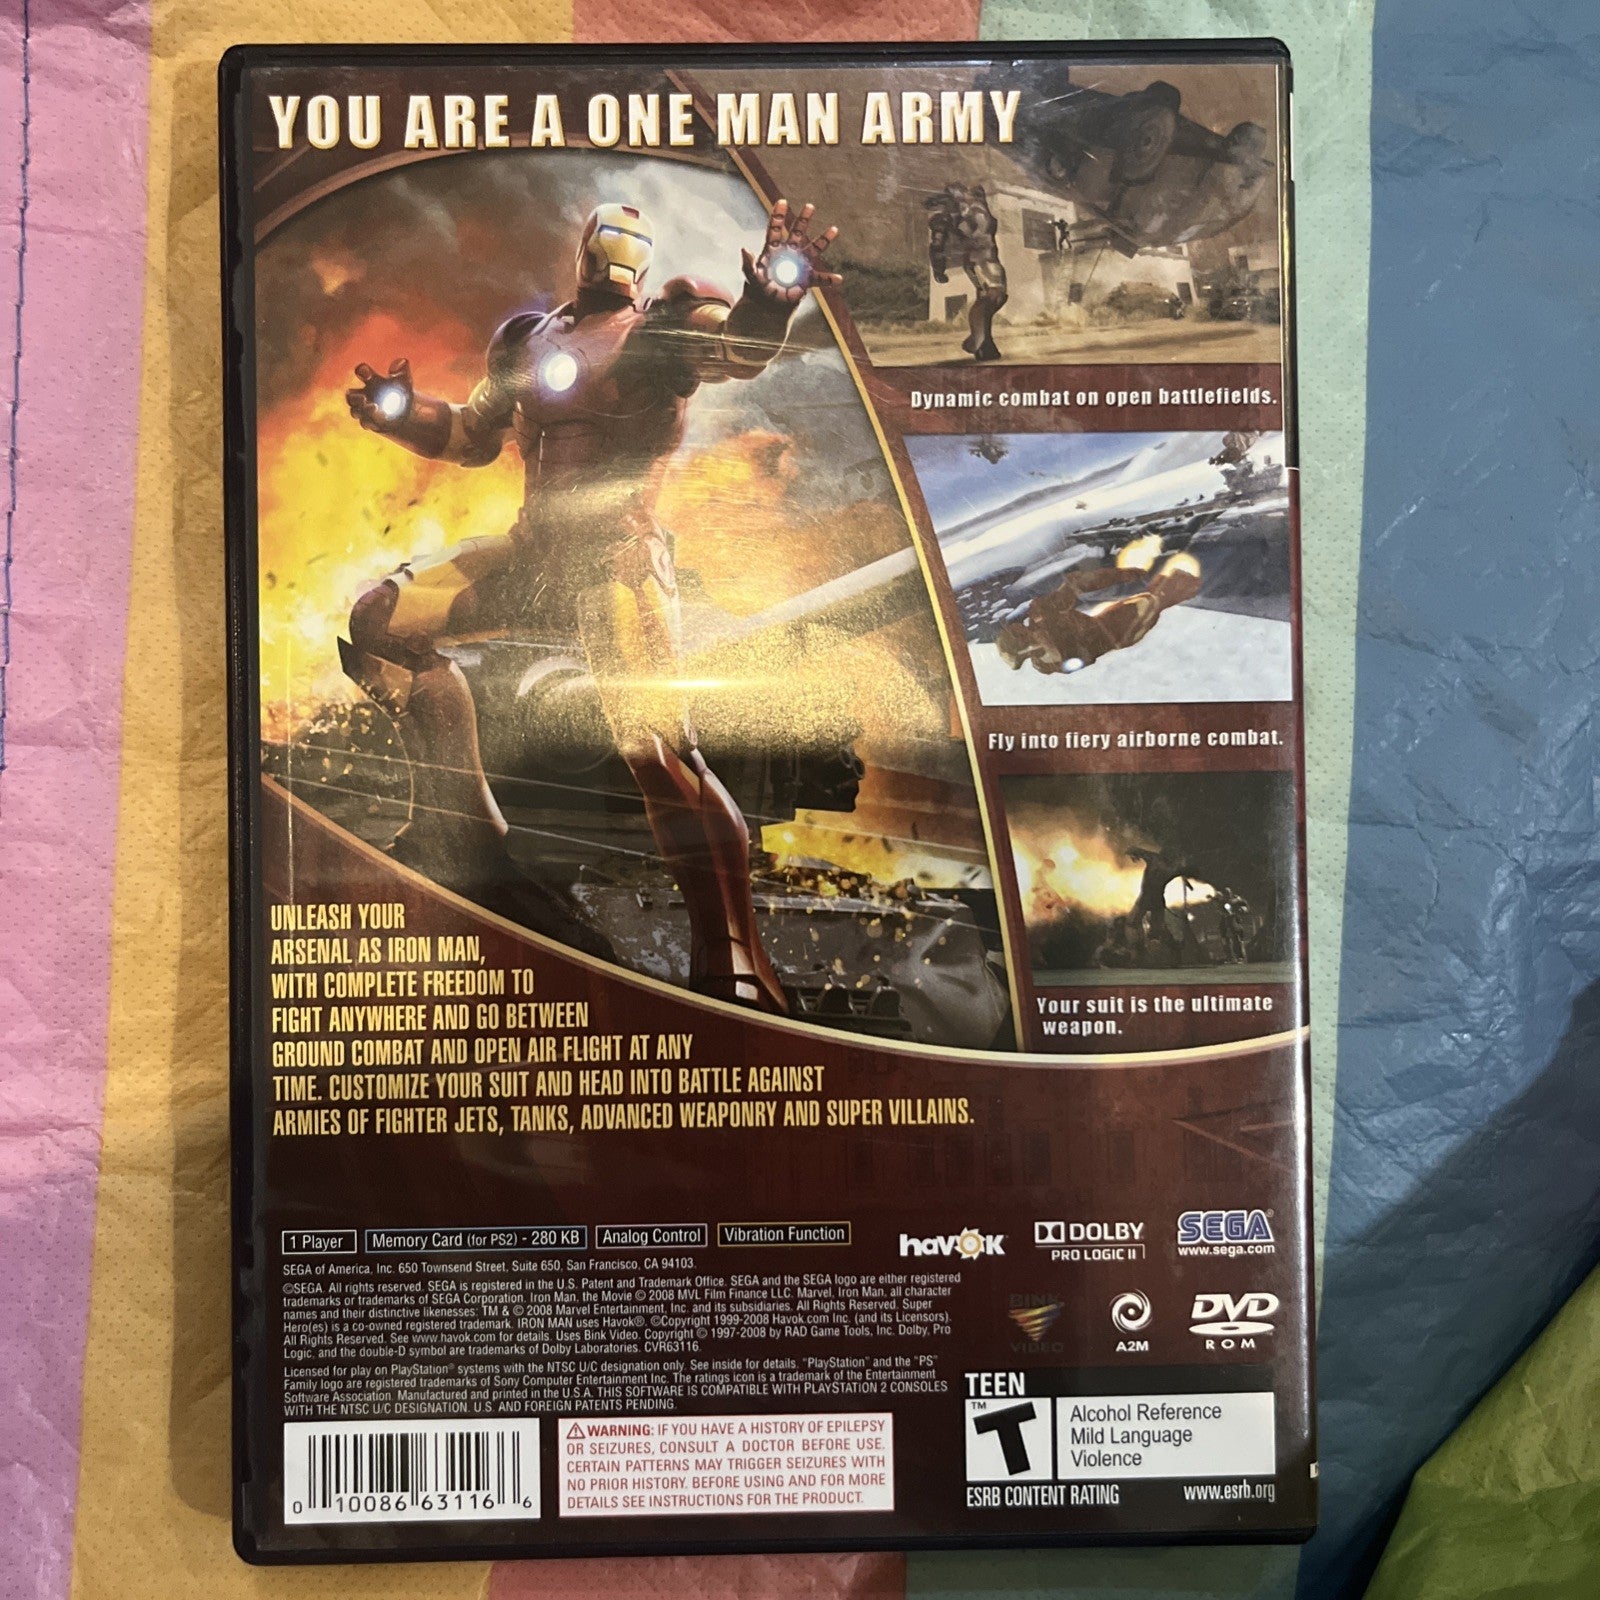 YOU ARE A ONE MAN ARMY
Dynamic combat on open battlefields.
Fly into fiery airborne combat.
Your suit is the ultimate
weapon.
UNLEASH YOUR
ARSENAL AS IRON MAN,
WITH COMPLETE FREEDOM TO
FIGHT ANYWHERE AND GO BETWEEN
GROUND COMBAT AND OPEN AIR FLIGHT AT ANY
TIME. CUSTOMIZE YOUR SUIT AND HEAD INTO BATTLE AGAINST
ARMIES OF FIGHTER JETS, TANKS, ADVANCED WEAPONRY AND SUPER VILLAINS.
1 Player
Memory Card (for PS2) - 280 KB
Analog Control
Vibration Function
havok
DOLBY
PRO LOGIC II
SEGA®
www.sega.com
SEGA of America, Inc. 650 Townsend Street, Suite 650, San Francisco, CA 94103.
©SEGA. All rights reserved. SEGA is registered in the U.S. Patent and Trademark Office. SEGA and the SEGA logo are either registered
trademarks or trademarks of SEGA Corporation. Iron Man, the Movie © 2008 MVL Film Finance LLC. Marvel, Iron Man, all character
names and their distinctive likenesses: TM & © 2008 Marvel Entertainment, Inc. and its subsidiaries. All Rights Reserved. Super
Hero(es) is a co-owned registered trademark. IRON MAN uses Havok®. ©Copyright 1999-2008 Havok.com Inc. (and its Licensors).
All Rights Reserved. See www.havok.com for details. Uses Bink Video. Copyright © 1997-2008 by RAD Game Tools, Inc. Dolby, Pro
Logic, and the double-D symbol are trademarks of Dolby Laboratories. CVR63116
Licensed for play on PlayStation® systems with the NTSC U/C designation only. See inside for details. "PlayStation" and the "PS"
Family logo are registered trademarks of Sony Computer Entertainment Inc. The ratings icon is a trademark of the Entertainment
Software Association. Manufactured and printed in the U.S.A. THIS SOFTWARE IS COMPATIBLE WITH PLAYSTATION 2 CONSOLES
WITH THE NTSC U/C DESIGNATION. U.S. AND FOREIGN PATENTS PENDING.
BINK
VIDEO
A2M
DVD
ROM
0 10086 63116 6
WARNING: IF YOU HAVE A HISTORY OF EPILEPSY
OR SEIZURES, CONSULT A DOCTOR BEFORE USE.
CERTAIN PATTERNS MAY TRIGGER SEIZURES WITH
NO PRIOR HISTORY. BEFORE USING AND FOR MORE
DETAILS SEE INSTRUCTIONS FOR THE PRODUCT.
TEEN
TM
T
Alcohol Reference
Mild Language
Violence
ESRB CONTENT RATING
www.esrb.org